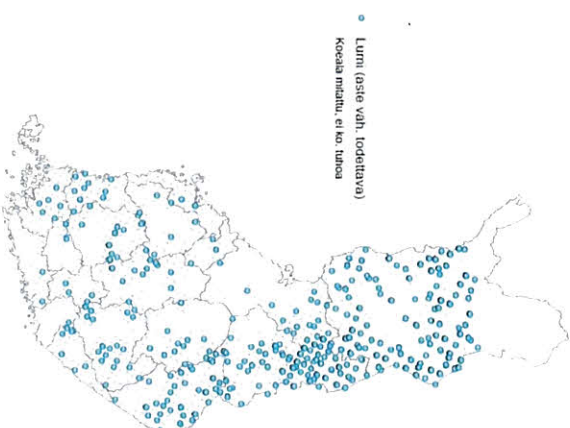 Lumi (aste väh. todettava)
Koeala mitattu, ei ko. tuhoa